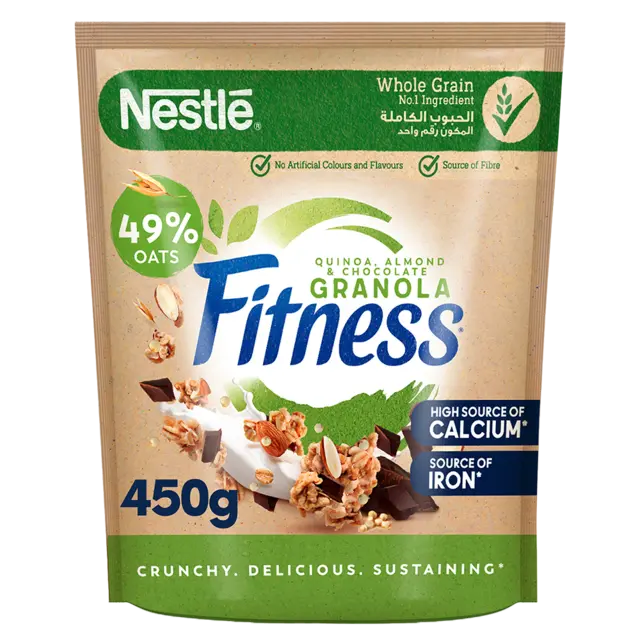 Nestlé®
Whole Grain
No.1 Ingredient
الحبوب الكاملة
المكون رقم واحد
No Artificial Colours and Flavours
Source of Fibre
49%
OATS
QUINOA, ALMOND
& CHOCOLATE
GRANOLA
Fitness®
HIGH SOURCE OF
CALCIUM*
SOURCE OF
IRON*
450g
CRUNCHY. DELICIOUS. SUSTAINING*